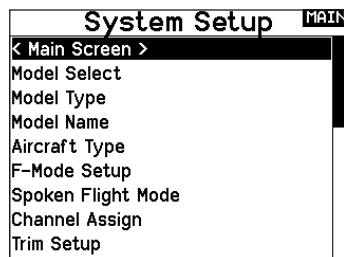 System Setup MAIN
< Main Screen >
Model Select
Model Type
Model Name
Aircraft Type
F-Mode Setup
Spoken Flight Mode
Channel Assign
Trim Setup